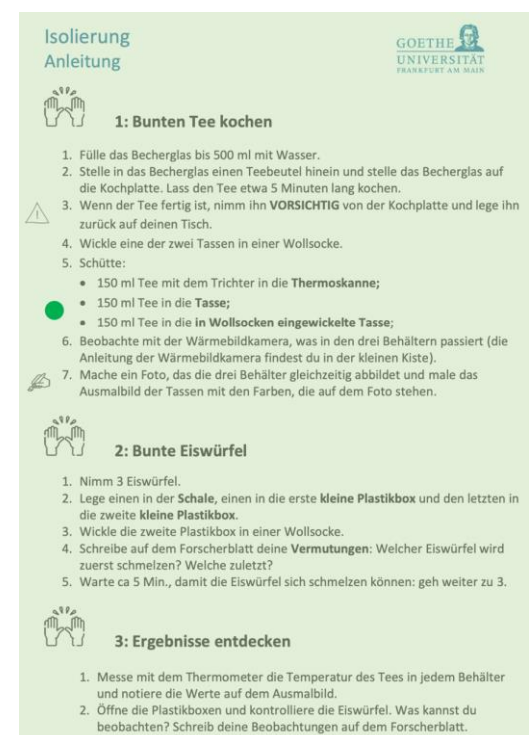 Isolierung
Anleitung
GOETHE
UNIVERSITÄT
FRANKFURT AM MAIN
1: Bunten Tee kochen
1. Fülle das Becherglas bis 500 ml mit Wasser.
2. Stelle in das Becherglas einen Teebeutel hinein und stelle das Becherglas auf
die Kochplatte. Lass den Tee etwa 5 Minuten lang kochen.
3. Wenn der Tee fertig ist, nimm ihn VORSICHTIG von der Kochplatte und lege ihn
zurück auf deinen Tisch.
4. Wickle eine der zwei Tassen in einer Wollsocke.
5. Schütte:
• 150 ml Tee mit dem Trichter in die Thermoskanne;
• 150 ml Tee in die Tasse;
• 150 ml Tee in die in Wollsocken eingewickelte Tasse;
6. Beobachte mit der Wärmebildkamera, was in den drei Behältern passiert (die
Anleitung der Wärmebildkamera findest du in der kleinen Kiste).
7. Mache ein Foto, das die drei Behälter gleichzeitig abbildet und male das
Ausmalbild der Tassen mit den Farben, die auf dem Foto stehen.
2: Bunte Eiswürfel
1. Nimm 3 Eiswürfel.
2. Lege einen in der Schale, einen in die erste kleine Plastikbox und den letzten in
die zweite kleine Plastikbox.
3. Wickle die zweite Plastikbox in einer Wollsocke.
4. Schreibe auf dem Forscherblatt deine Vermutungen: Welcher Eiswürfel wird
zuerst schmelzen? Welche zuletzt?
5. Warte ca 5 Min., damit die Eiswürfel sich schmelzen können: geh weiter zu 3.
3: Ergebnisse entdecken
1. Messe mit dem Thermometer die Temperatur des Tees in jedem Behälter
und notiere die Werte auf dem Ausmalbild.
2. Öffne die Plastikboxen und kontrolliere die Eiswürfel. Was kannst du
beobachten? Schreib deine Beobachtungen auf dem Forscherblatt.